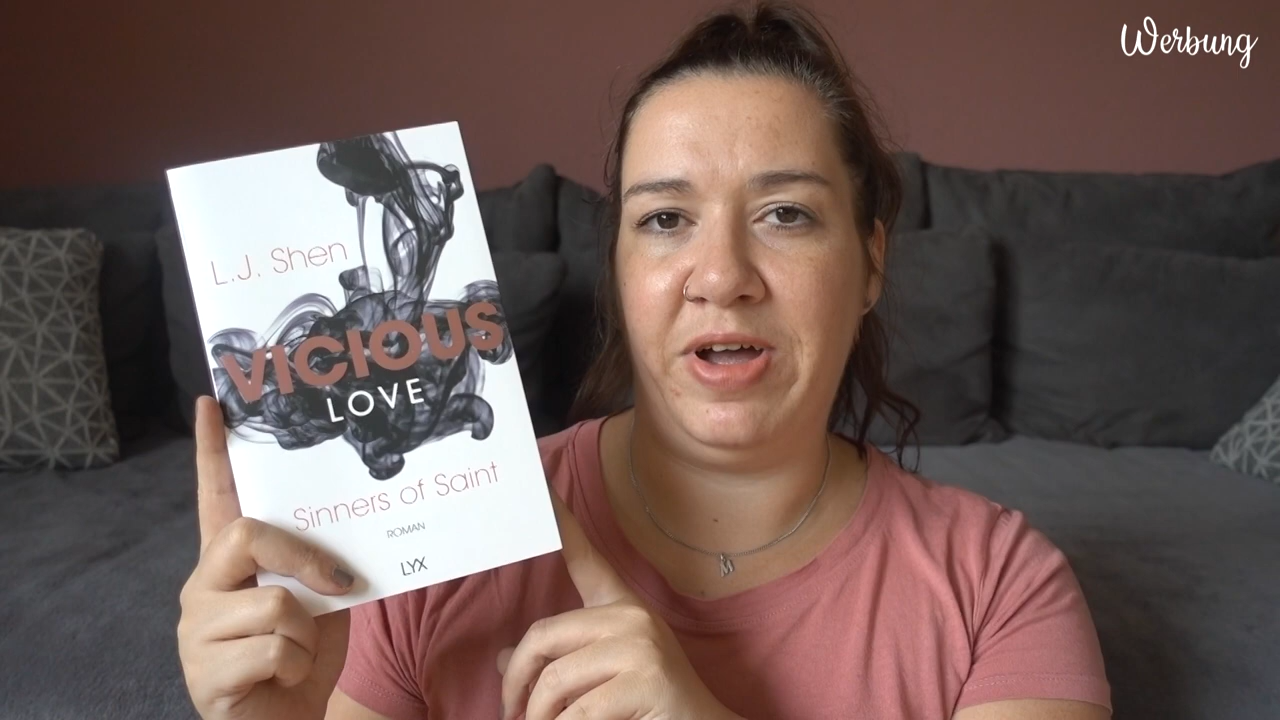 Werbung
L.J. Shen
VICIOUS
LOVE
Sinners of Saint
ROMAN
LYX
M